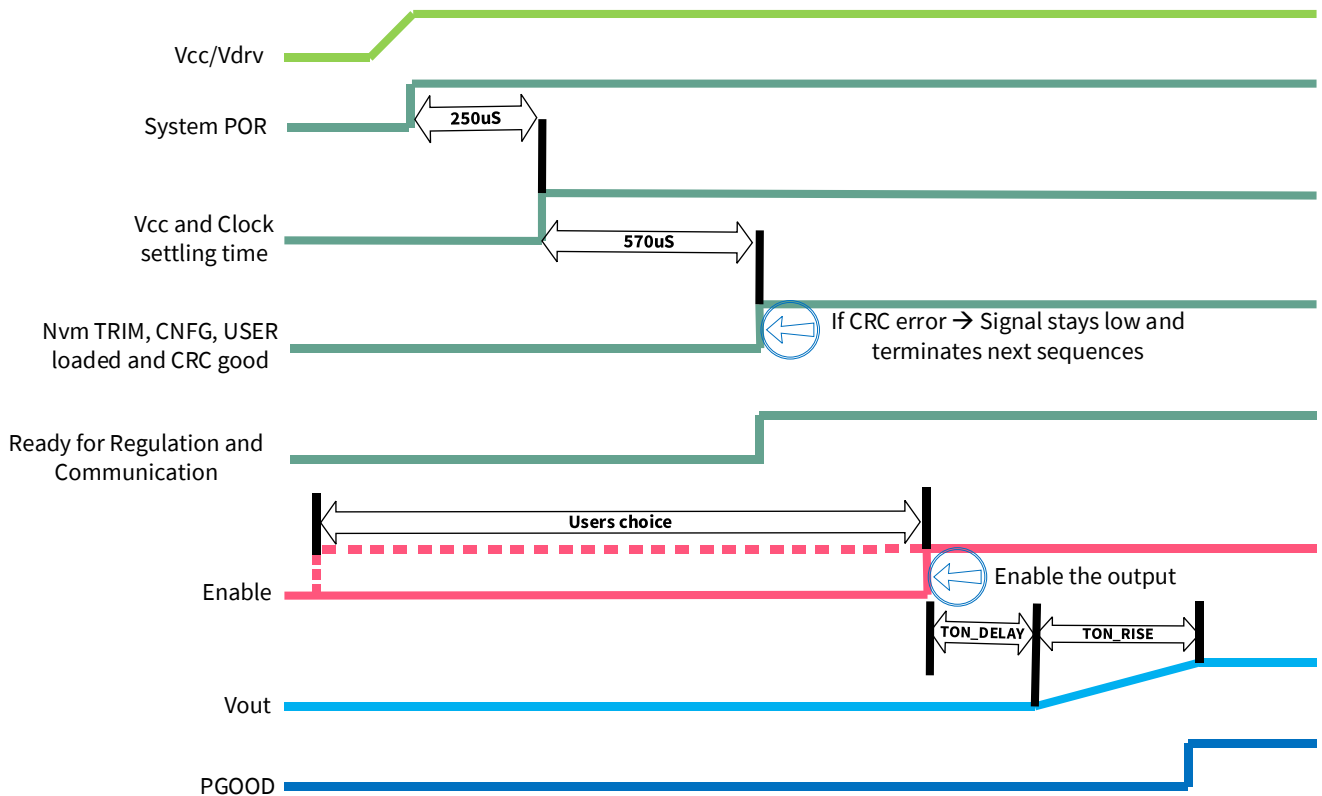 Vcc/Vdrv
System POR
250uS
Vcc and Clock
settling time
570uS
Nvm TRIM, CNFG, USER
loaded and CRC good
If CRC error → Signal stays low and
terminates next sequences
Ready for Regulation and
Communication
Users choice
Enable
Enable the output
TON_DELAY
TON_RISE
Vout
PGOOD